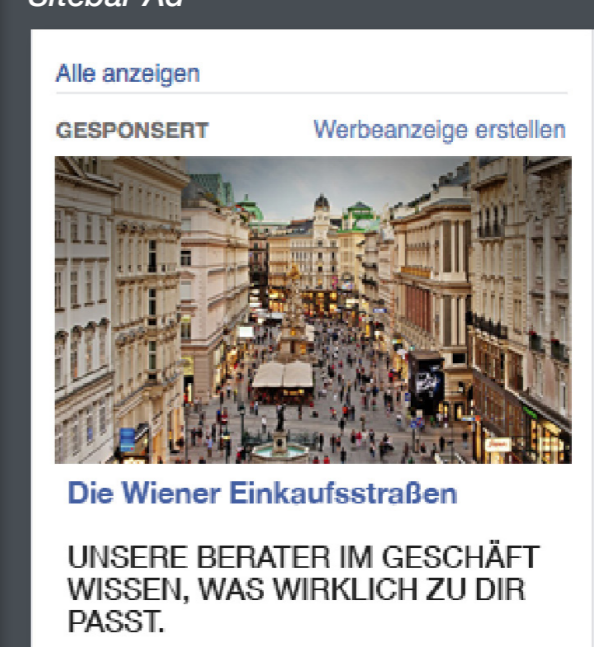 Sitebar Ad
Alle anzeigen
GESPONSERT Werbeanzeige erstellen
Die Wiener Einkaufsstraßen
UNSERE BERATER IM GESCHÄFT
WISSEN, WAS WIRKLICH ZU DIR
PASST.